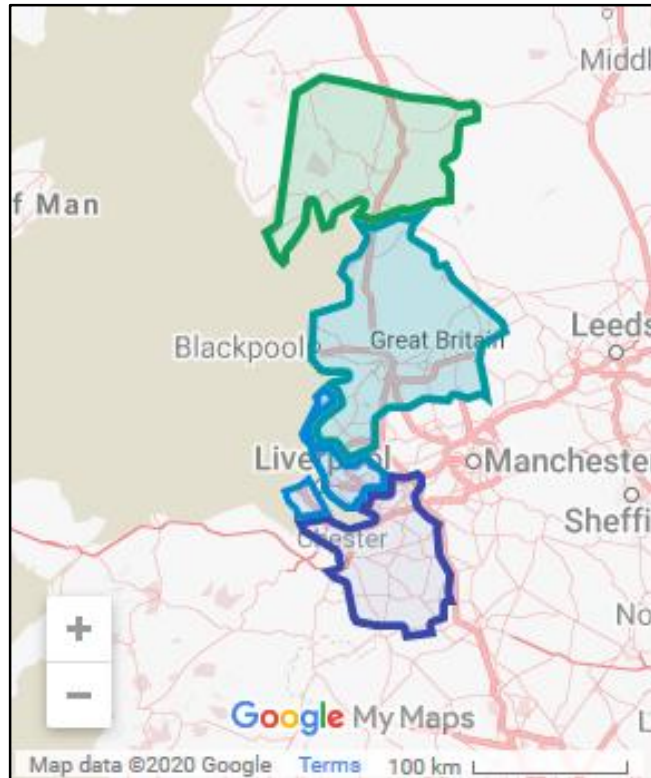 Middl
f Man
Blackpool
Great Britain
Leeds
Liverpool
Manchester
Sheffi
Chester
+
No
−
Google My Maps
L
Map data ©2020 Google Terms 100 km